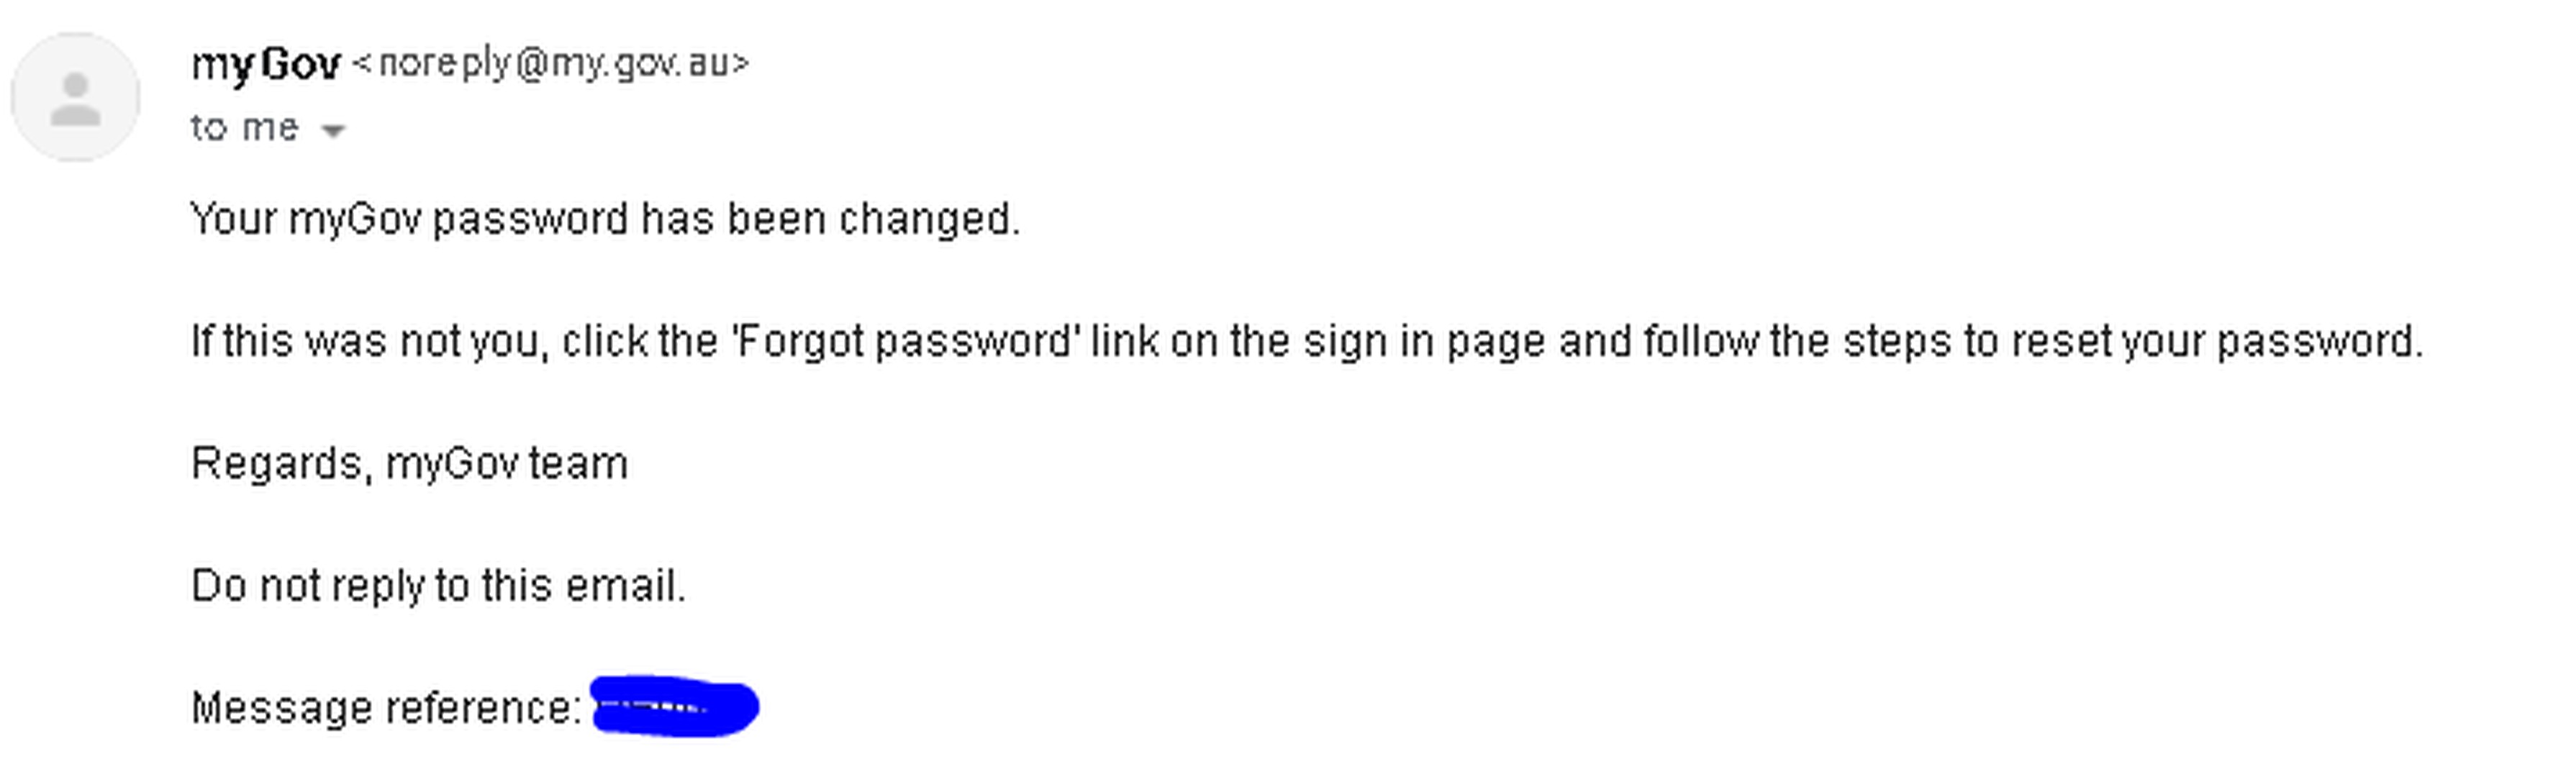 myGov <noreply@my.gov.au>
to me
Your myGov password has been changed.
If this was not you, click the 'Forgot password' link on the sign in page and follow the steps to reset your password.
Regards, myGov team
Do not reply to this email.
Message reference: